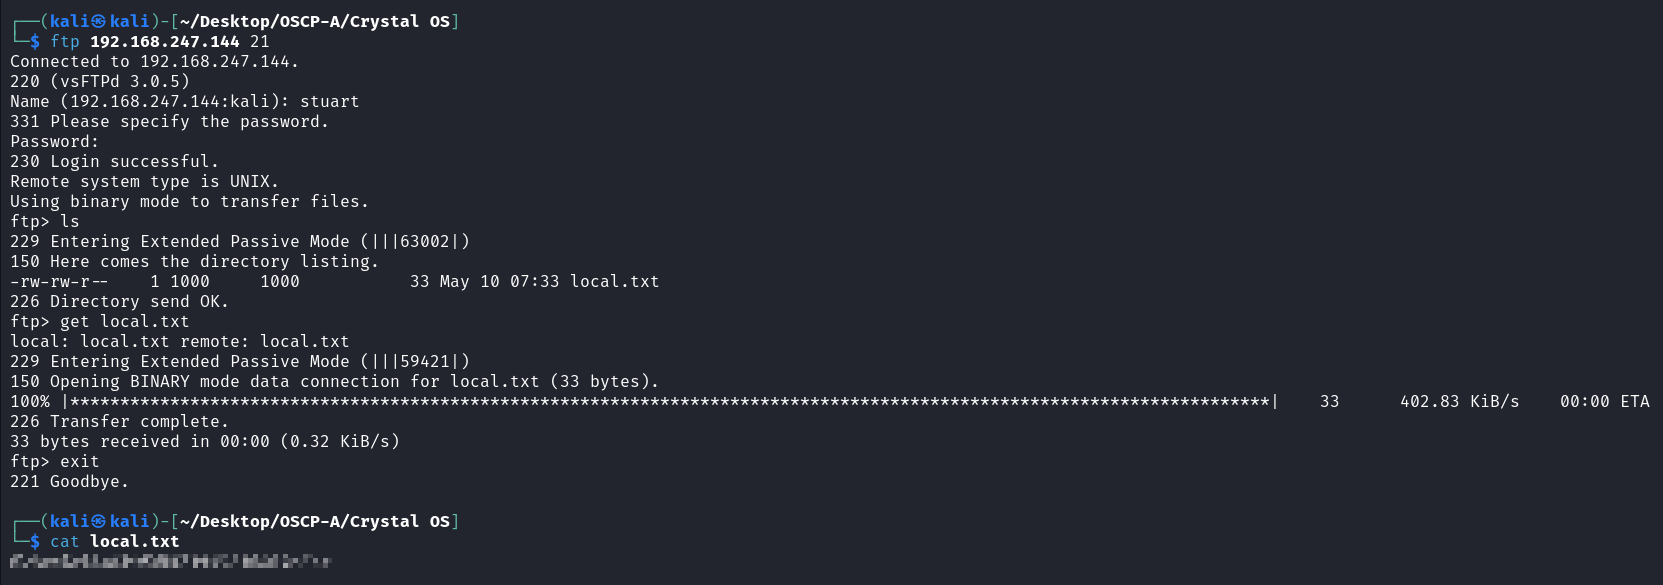 ┌──(kali㉿kali)-[~/Desktop/OSCP-A/Crystal OS]
└─$ ftp 192.168.247.144 21
Connected to 192.168.247.144.
220 (vsFTPd 3.0.5)
Name (192.168.247.144:kali): stuart
331 Please specify the password.
Password:
230 Login successful.
Remote system type is UNIX.
Using binary mode to transfer files.
ftp> ls
229 Entering Extended Passive Mode (|||63002|)
150 Here comes the directory listing.
-rw-rw-r--    1 1000     1000           33 May 10 07:33 local.txt
226 Directory send OK.
ftp> get local.txt
local: local.txt remote: local.txt
229 Entering Extended Passive Mode (|||59421|)
150 Opening BINARY mode data connection for local.txt (33 bytes).
100% |************************************************************************************************************************|    33      402.83 KiB/s    00:00 ETA
226 Transfer complete.
33 bytes received in 00:00 (0.32 KiB/s)
ftp> exit
221 Goodbye.
┌──(kali㉿kali)-[~/Desktop/OSCP-A/Crystal OS]
└─$ cat local.txt